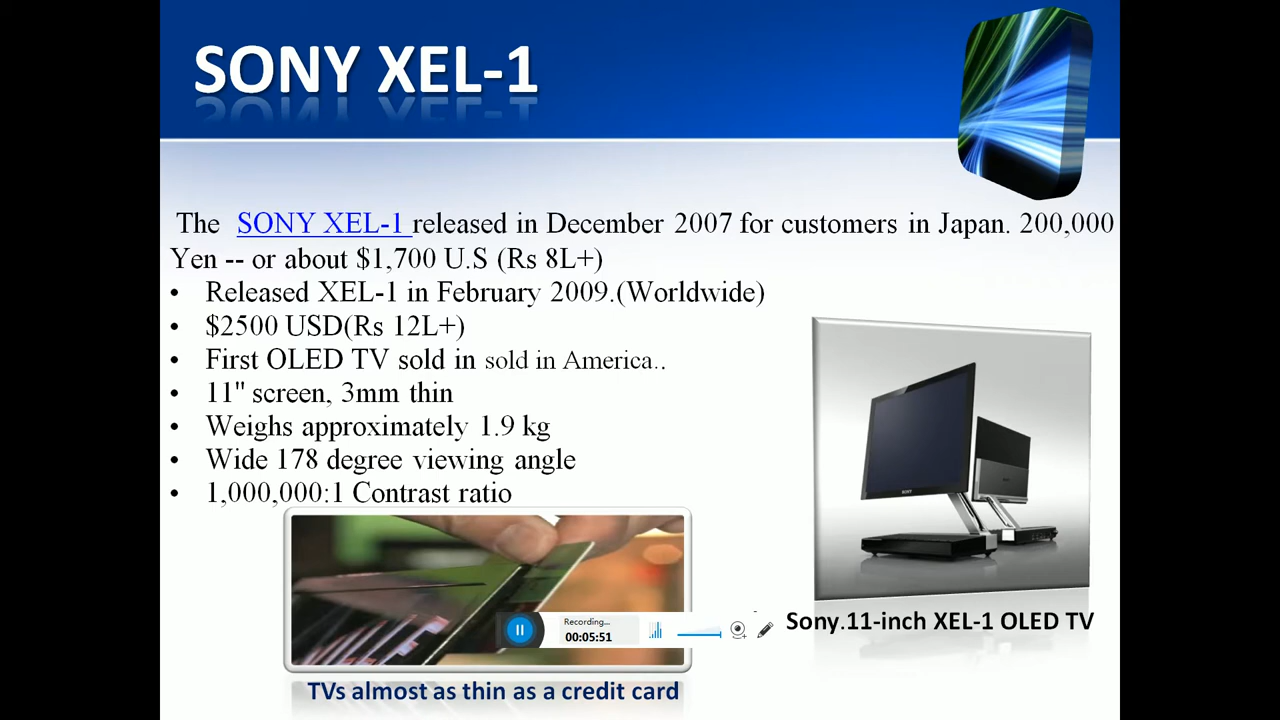 SONY XEL-1
The SONY XEL-1 released in December 2007 for customers in Japan. 200,000
Yen -- or about $1,700 U.S (Rs 8L+)
• Released XEL-1 in February 2009.(Worldwide)
• $2500 USD(Rs 12L+)
• First OLED TV sold in sold in America..
• 11" screen, 3mm thin
• Weighs approximately 1.9 kg
• Wide 178 degree viewing angle
• 1,000,000:1 Contrast ratio
SONY
Recording...
00:05:51
Sony.11-inch XEL-1 OLED TV
TVs almost as thin as a credit card